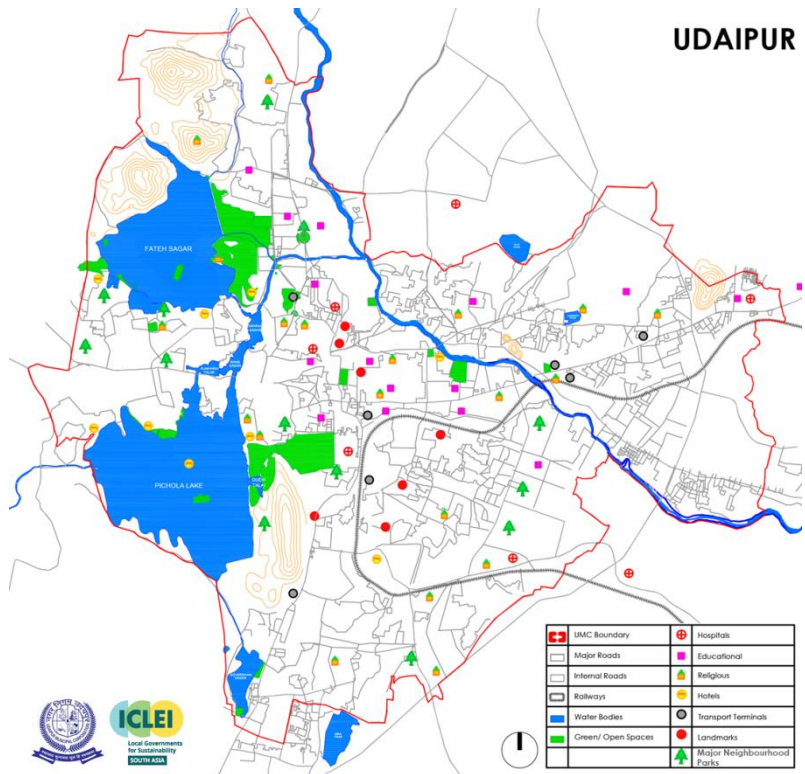 UDAIPUR
FATEH SAGAR
PICHOLA LAKE
UMC Boundary
Hospitals
Major Roads
Educational
Internal Roads
Religious
Railways
Hotels
Water Bodies
Transport Terminals
Green/ Open Spaces
Landmarks
Major Neighbourhood
Parks
ICLEI
Local Governments
for Sustainability
SOUTH ASIA